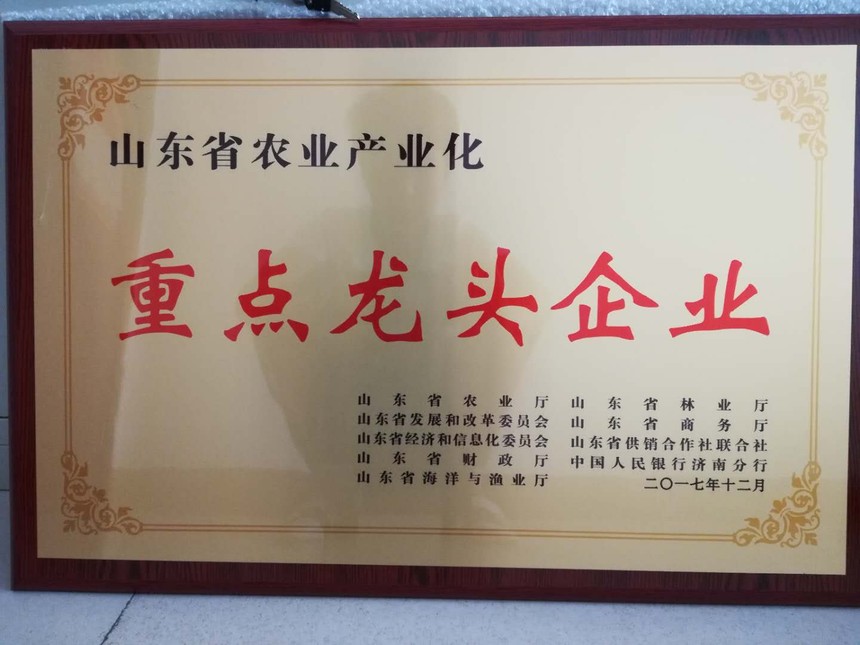 山东省农业产业化
重点龙头企业
山东省农业厅 山东省林业厅
山东省发展和改革委员会 山东省商务厅
山东省经济和信息化委员会 山东省供销合作社联合社
山东省财政厅 中国人民银行济南分行
山东省海洋与渔业厅 二〇一七年十二月